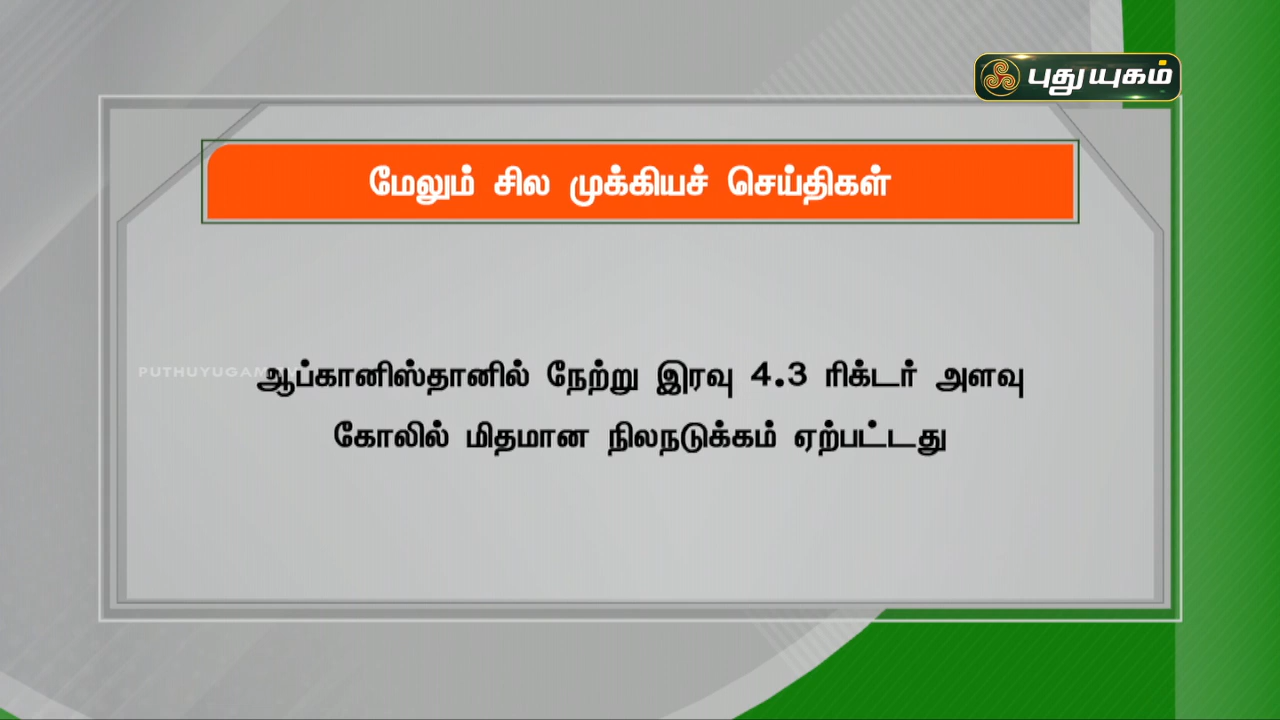 புதுயுகம்
மேலும் சில முக்கியச் செய்திகள்
PUTHUYUGAM
ஆப்கானிஸ்தானில் நேற்று இரவு 4.3 ரிக்டர் அளவு
கோலில் மிதமான நிலநடுக்கம் ஏற்பட்டது